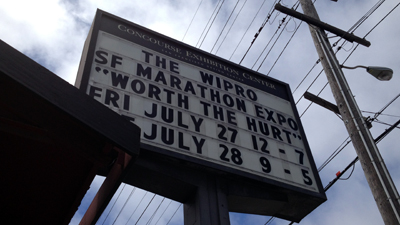 CONCOURSE EXHIBITION CENTER
THE WIPRO
SF MARATHON EXPO
"WORTH THE HURT"
FRI JULY 27 12 - 7
JULY 28 9 - 5